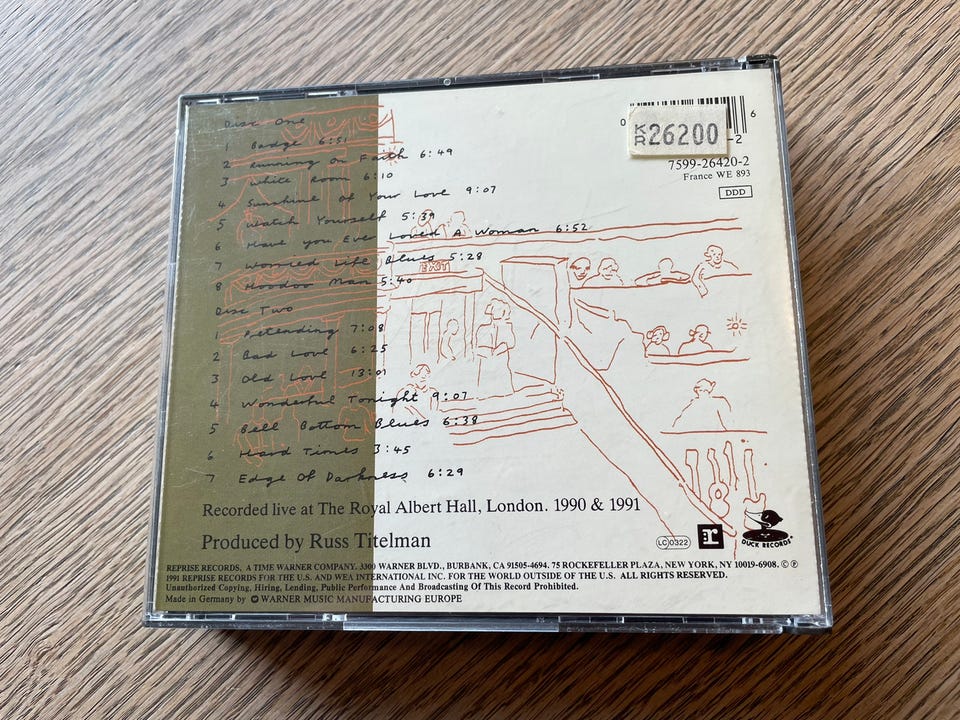 Disc One
1 Badge 6:51
2 Running on Faith 6:49
3 White Room 6:10
4 Sunshine of Your Love 9:07
5 Watch Yourself 5:39
6 Have you Ever Loved A Woman 6:52
7 Worried Life Blues 5:28
8 Hoodoo Man 5:40
Disc Two
1 Pretending 7:08
2 Bad Love 6:25
3 Old Love 13:01
4 Wonderful Tonight 9:07
5 Bell Bottom Blues 6:38
6 Hard Times 3:45
7 Edge Of Darkness 6:29
0 6
KR 26200
-2
7599-26420-2
France WE 893
DDD
EXIT
Recorded live at The Royal Albert Hall, London. 1990 & 1991
Produced by Russ Titelman
LC 0322
r
DUCK RECORDS
REPRISE RECORDS, A TIME WARNER COMPANY. 3300 WARNER BLVD., BURBANK, CA 91505-4694. 75 ROCKEFELLER PLAZA, NEW YORK, NY 10019-6908. © ℗
1991 REPRISE RECORDS FOR THE U.S. AND WEA INTERNATIONAL INC. FOR THE WORLD OUTSIDE OF THE U.S. ALL RIGHTS RESERVED.
Unauthorized Copying, Hiring, Lending, Public Performance And Broadcasting Of This Record Prohibited.
Made in Germany by WARNER MUSIC MANUFACTURING EUROPE